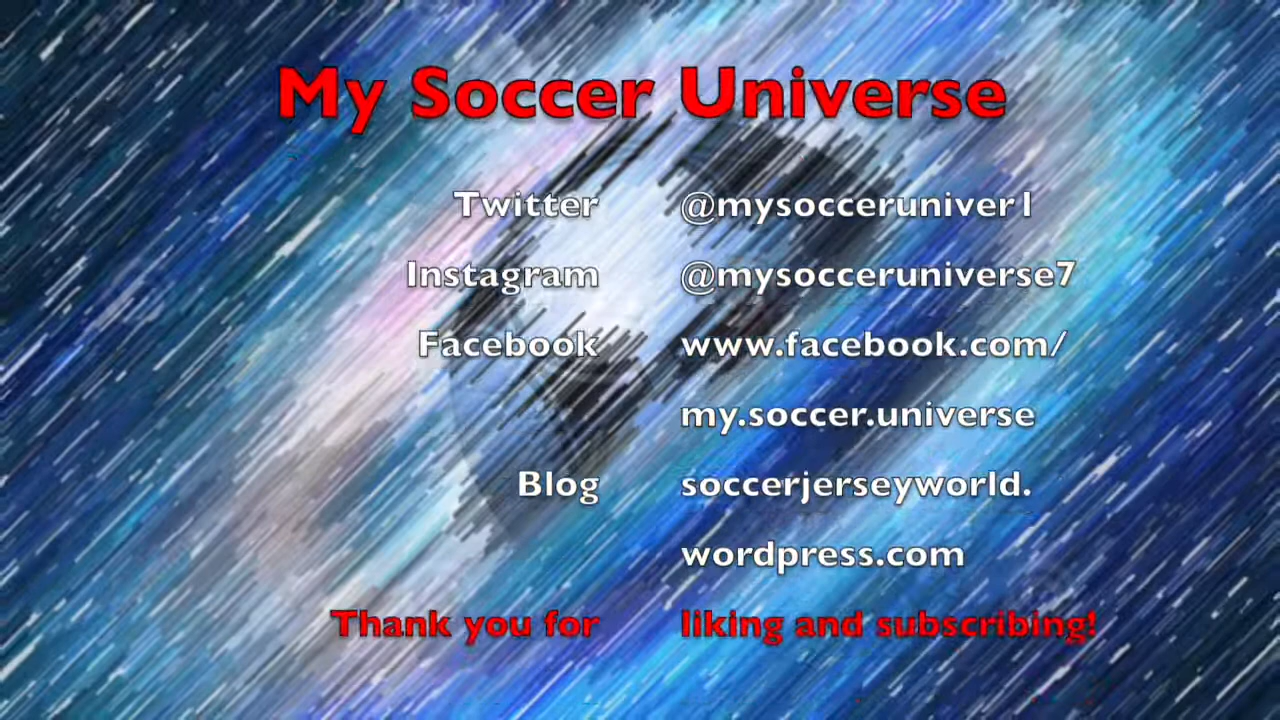 My Soccer Universe
Twitter @mysocceruniver1
Instagram @mysocceruniverse7
Facebook www.facebook.com/
my.soccer.universe
Blog soccerjerseyworld.
wordpress.com
Thank you for liking and subscribing!